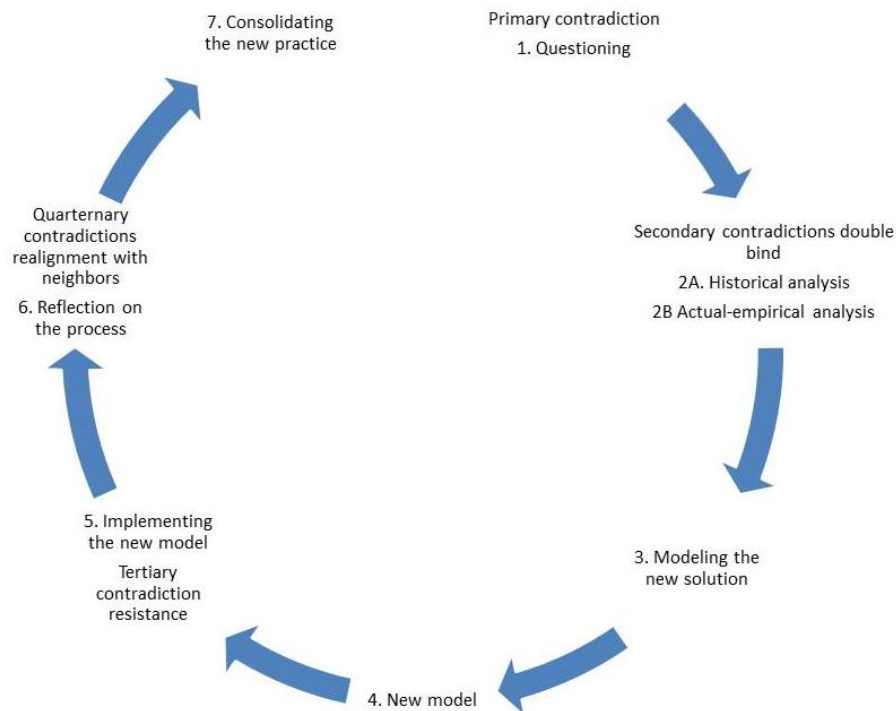 Primary contradiction
1. Questioning
Secondary contradictions double
bind
2A. Historical analysis
2B Actual-empirical analysis
3. Modeling the
new solution
4. New model
5. Implementing
the new model
Tertiary
contradiction
resistance
Quarternary
contradictions
realignment with
neighbors
6. Reflection on
the process
7. Consolidating
the new practice